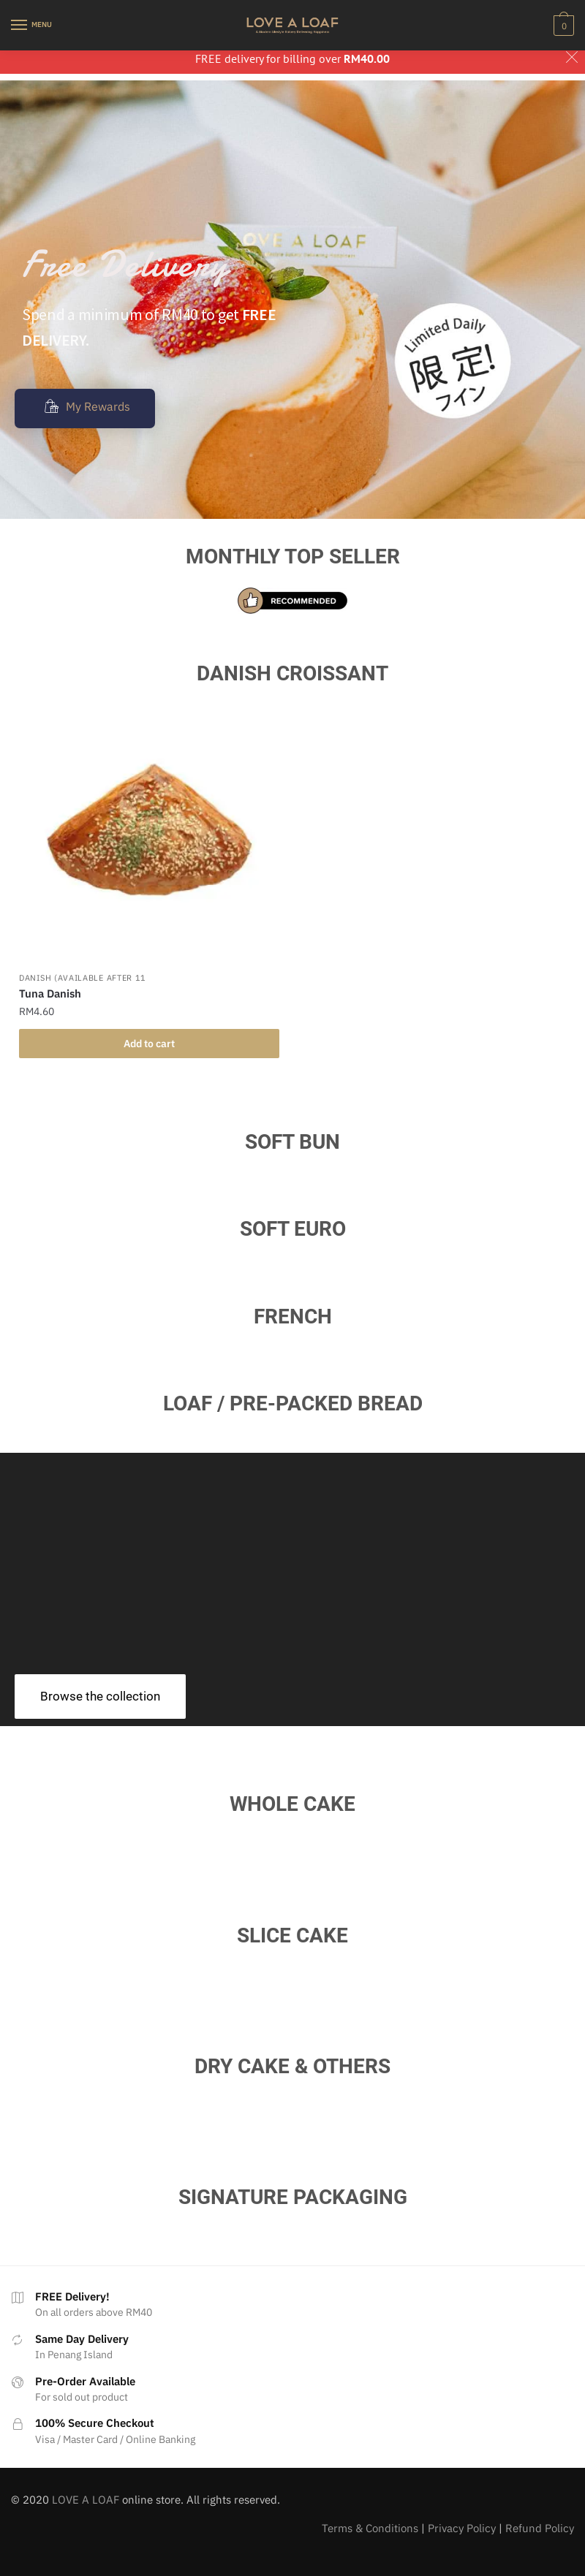 MENU
LOVE A LOAF
0
FREE delivery for billing over RM40.00
LOVE A LOAF
Free Delivery
Spend a minimum of RM40 to get FREE
DELIVERY.
Limited Daily
限定!
フイン
My Rewards
MONTHLY TOP SELLER
RECOMMENDED
DANISH CROISSANT
DANISH (AVAILABLE AFTER 11
Tuna Danish
RM4.60
Add to cart
SOFT BUN
SOFT EURO
FRENCH
LOAF / PRE-PACKED BREAD
Browse the collection
WHOLE CAKE
SLICE CAKE
DRY CAKE & OTHERS
SIGNATURE PACKAGING
FREE Delivery!
On all orders above RM40
Same Day Delivery
In Penang Island
Pre-Order Available
For sold out product
100% Secure Checkout
Visa / Master Card / Online Banking
© 2020 LOVE A LOAF online store. All rights reserved.
Terms & Conditions | Privacy Policy | Refund Policy